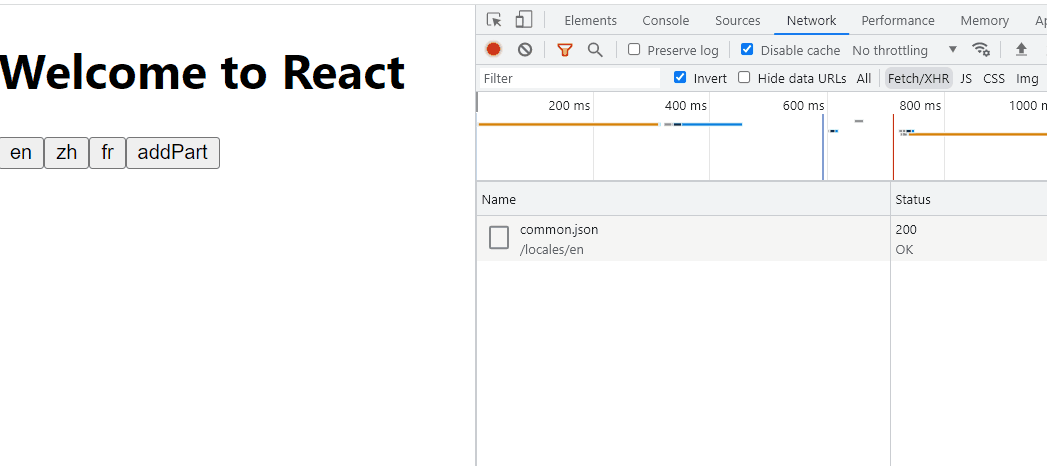 Welcome to React
en zh fr addPart
Elements Console Sources Network Performance Memory
Preserve log Disable cache No throttling
Filter Invert Hide data URLs All Fetch/XHR JS CSS Img
200 ms 400 ms 600 ms 800 ms 1000
Name Status
common.json 200
/locales/en OK